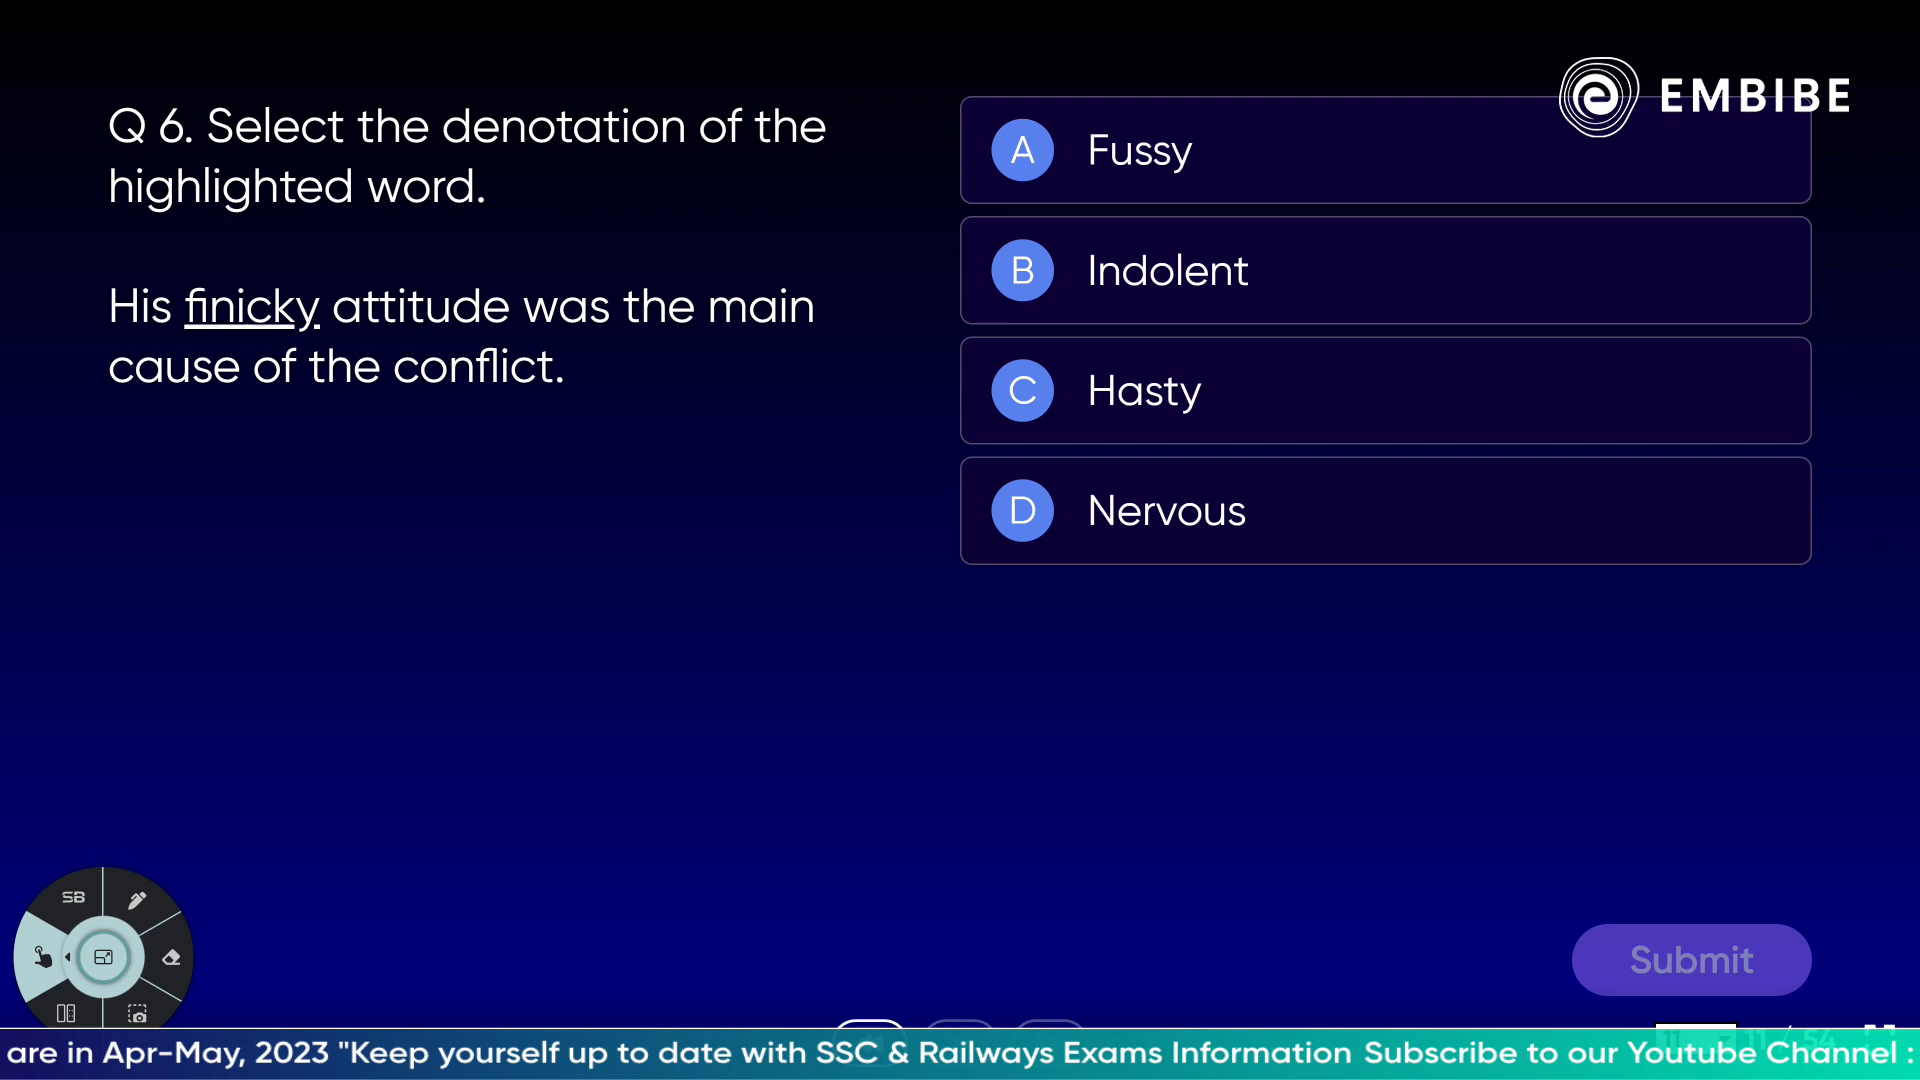 EMBIBE
Q 6. Select the denotation of the
highlighted word.
His finicky attitude was the main
cause of the conflict.
A Fussy
B Indolent
C Hasty
D Nervous
SB
Submit
11 / 54
are in Apr-May, 2023 "Keep yourself up to date with SSC & Railways Exams Information Subscribe to our Youtube Channel :